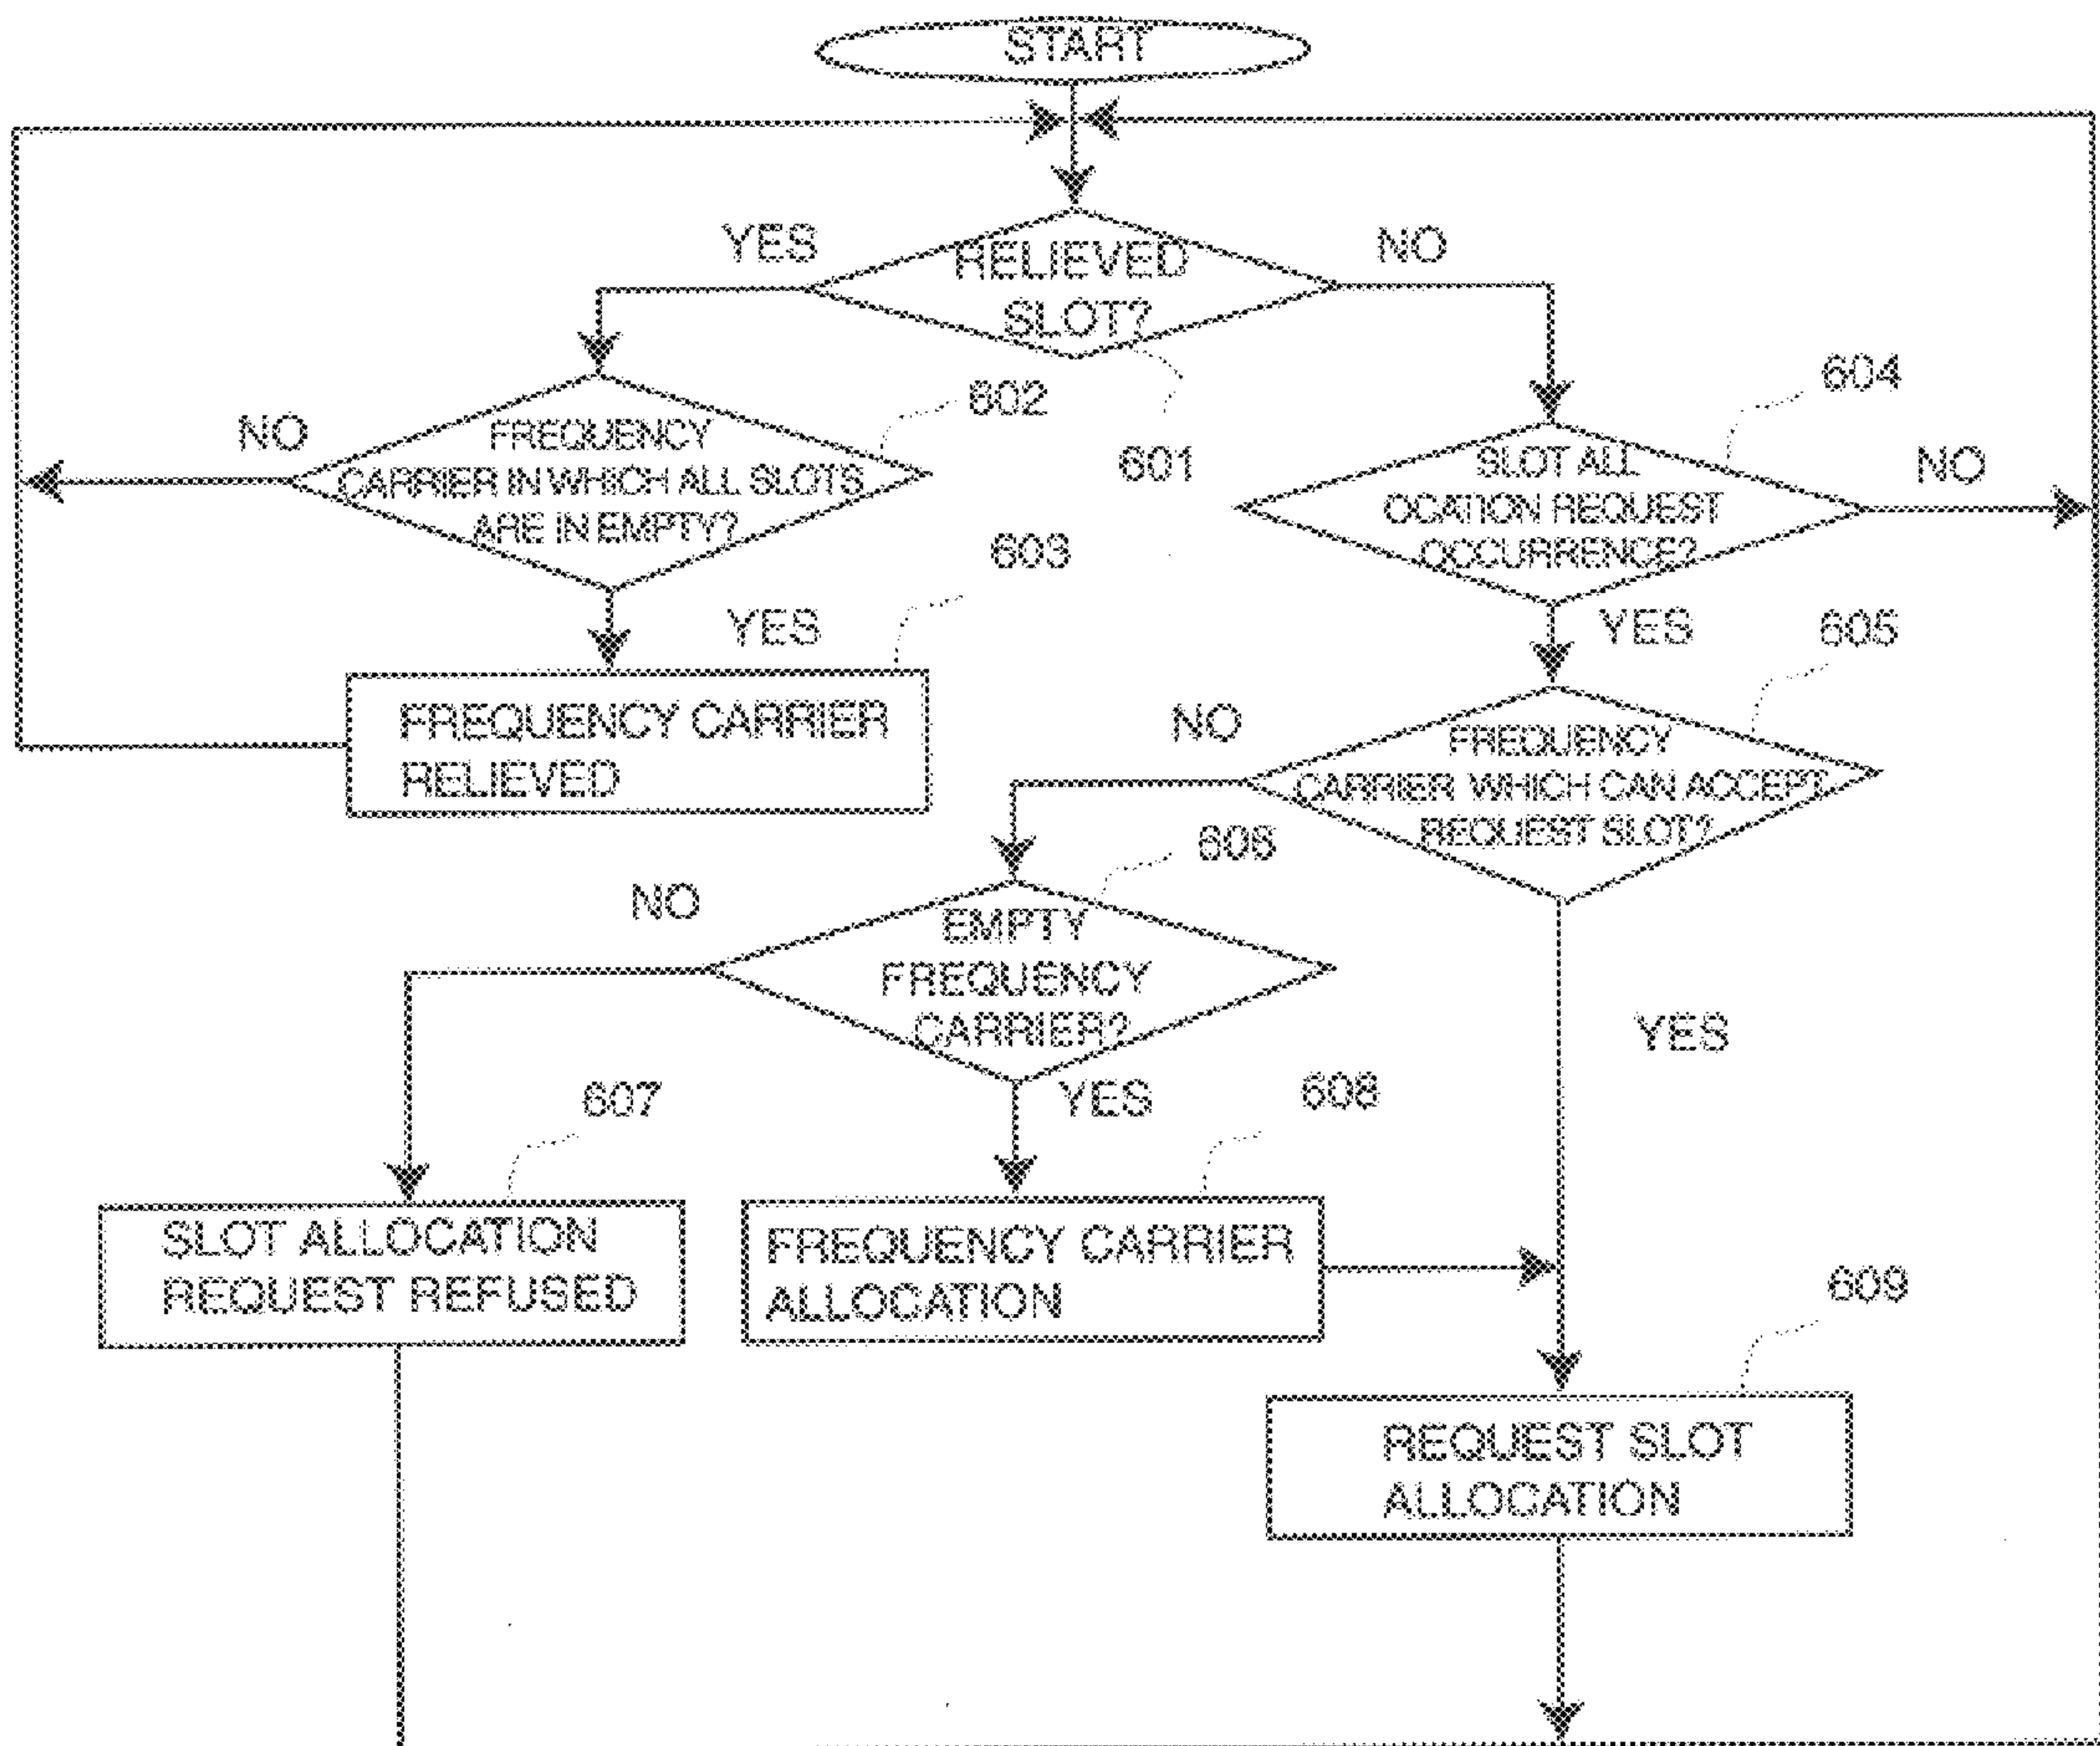 START
YES
RELIEVED
SLOT?
NO
601
NO
FREQUENCY
CARRIER IN WHICH ALL SLOTS
ARE IN EMPTY?
602
YES
603
FREQUENCY CARRIER
RELIEVED
604
SLOT ALL
OCATION REQUEST
OCCURRENCE?
NO
YES
605
NO
FREQUENCY
CARRIER WHICH CAN ACCEPT
REQUEST SLOT?
YES
606
NO
EMPTY
FREQUENCY
CARRIER?
YES
607
SLOT ALLOCATION
REQUEST REFUSED
608
FREQUENCY CARRIER
ALLOCATION
609
REQUEST SLOT
ALLOCATION